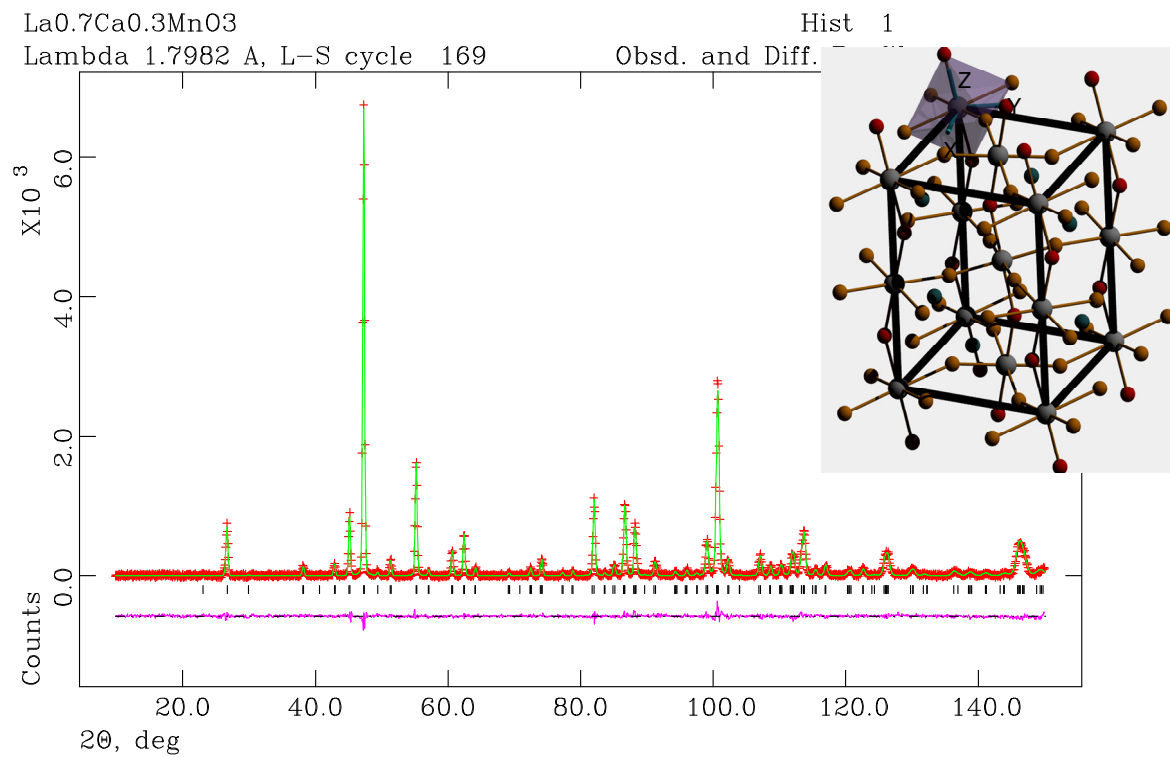 La0.7Ca0.3MnO3
Hist 1
Lambda 1.7982 A, L-S cycle 169
Obsd. and Diff.
X10 3
6.0
4.0
2.0
0.0
Counts
20.0 40.0 60.0 80.0 100.0 120.0 140.0
2Θ, deg
Z
Y
X